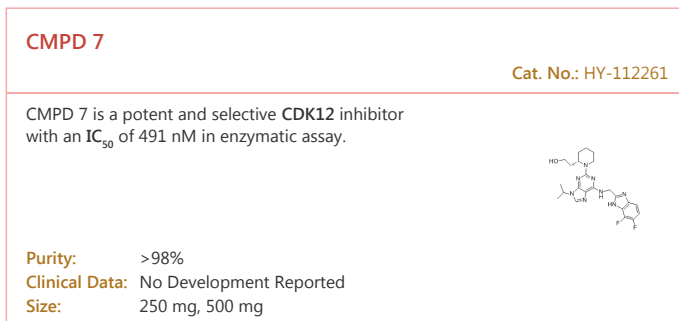 CMPD 7
Cat. No.: HY-112261
CMPD 7 is a potent and selective CDK12 inhibitor
with an IC50 of 491 nM in enzymatic assay.
HO
N
N
N
N
N
N
H
N
HN
F
F
Purity: >98%
Clinical Data: No Development Reported
Size: 250 mg, 500 mg